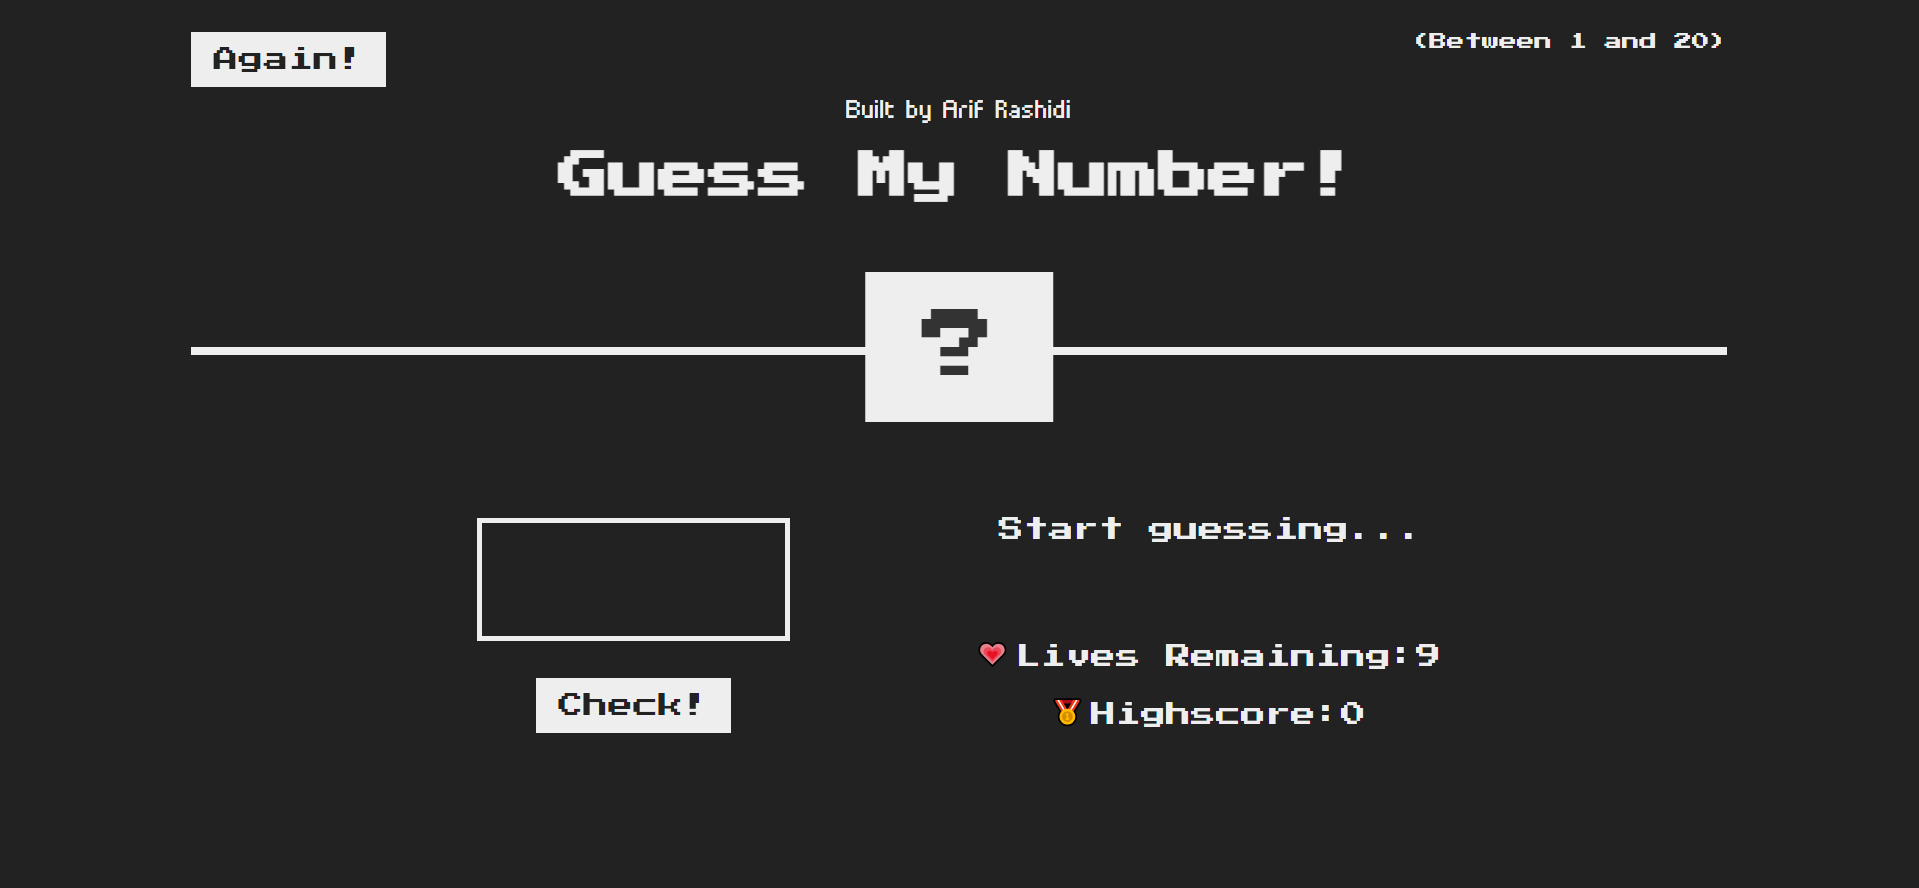 Again!
(Between 1 and 20)
Built by Arif Rashidi
Guess My Number!
?
Start guessing...
Lives Remaining:9
Check!
Highscore:0